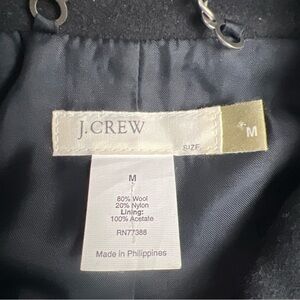 J.CREW
SIZE
M
M
80% Wool
20% Nylon
Lining:
100% Acetate
RN77388
Made in Philippines